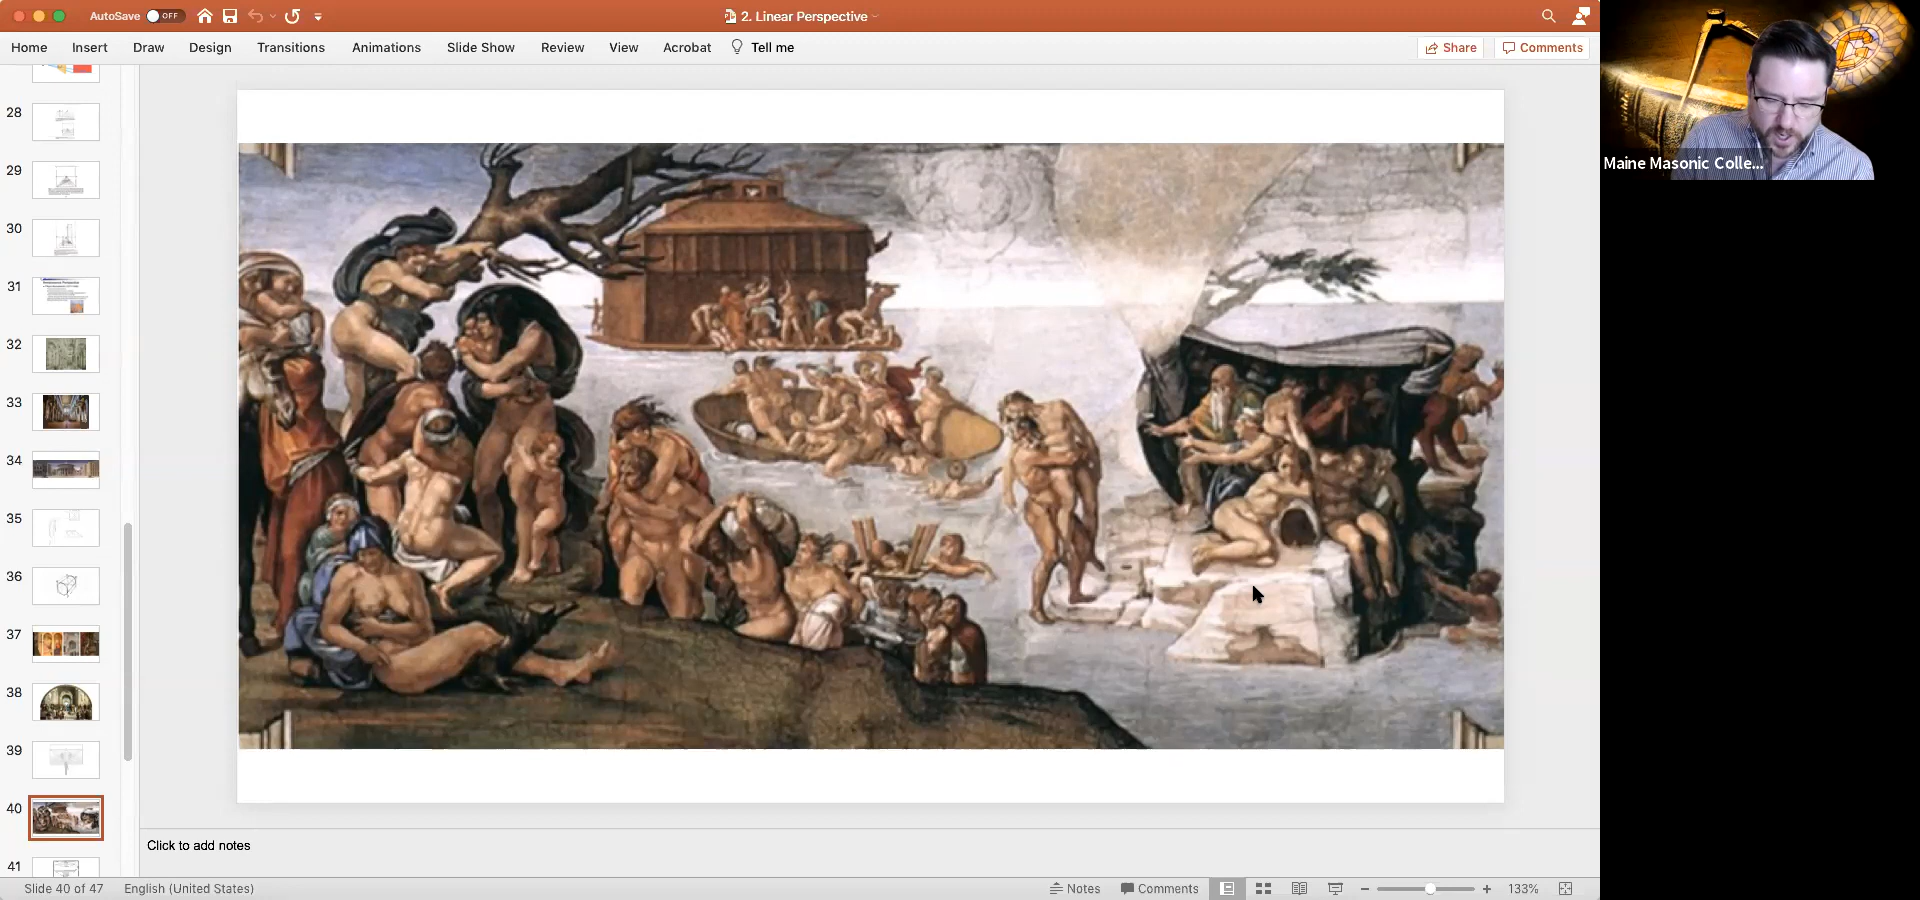 AutoSave OFF
2. Linear Perspective
Home Insert Draw Design Transitions Animations Slide Show Review View Acrobat Tell me
Share Comments
28
29
30
31
32
33
34
35
36
37
38
39
40
41
Maine Masonic Colle...
Click to add notes
Slide 40 of 47 English (United States)
Notes Comments 133%